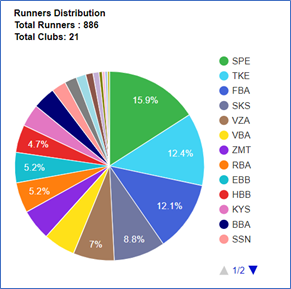 Runners Distribution
Total Runners : 886
Total Clubs: 21
SPE
TKE
FBA
SKS
VZA
VBA
ZMT
RBA
EBB
HBB
KYS
BBA
SSN
1/2
15.9%
12.4%
12.1%
8.8%
7%
5.2%
5.2%
4.7%